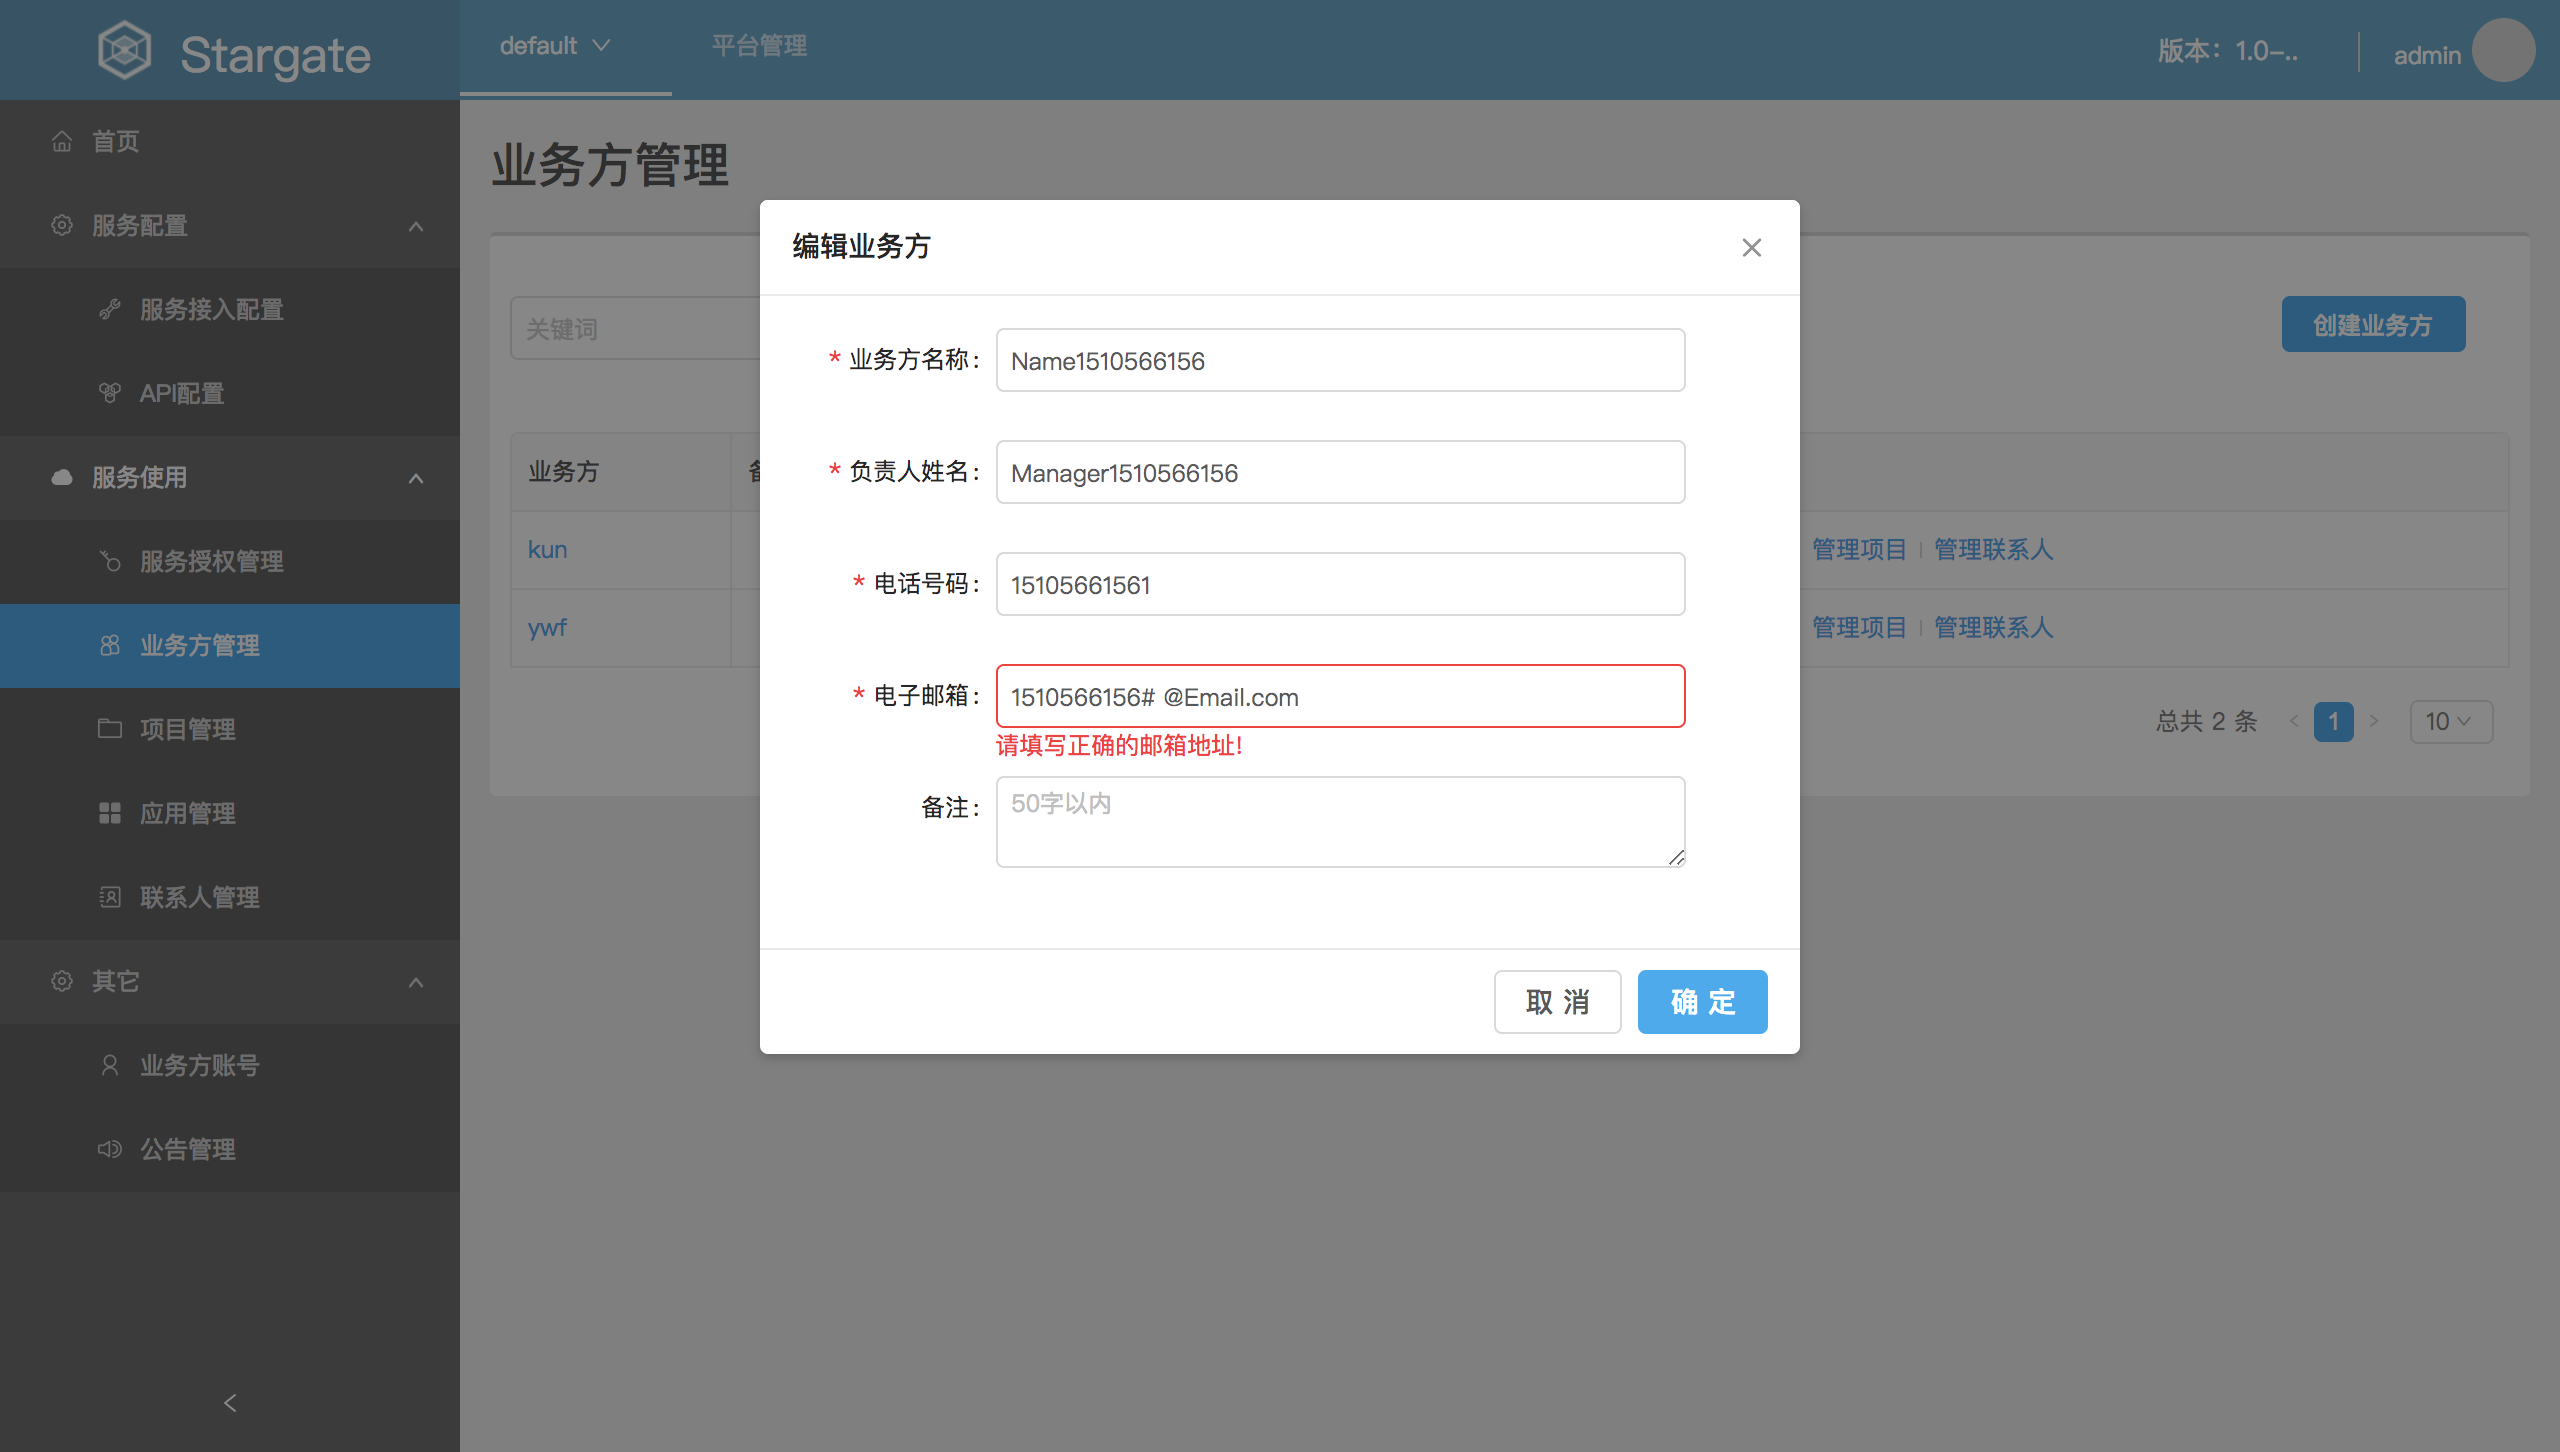 Stargate
default
平台管理
版本：1.0-..
admin
首页
服务配置
服务接入配置
API配置
服务使用
服务授权管理
业务方管理
项目管理
应用管理
联系人管理
其它
业务方账号
公告管理
业务方管理
关键词
创建业务方
业务方
kun
管理项目 管理联系人
ywf
管理项目 管理联系人
总共 2 条 < 1 > 10
编辑业务方
* 业务方名称: Name1510566156
* 负责人姓名: Manager1510566156
* 电话号码: 15105661561
* 电子邮箱: 1510566156# @Email.com
请填写正确的邮箱地址!
备注: 50字以内
取 消 确 定